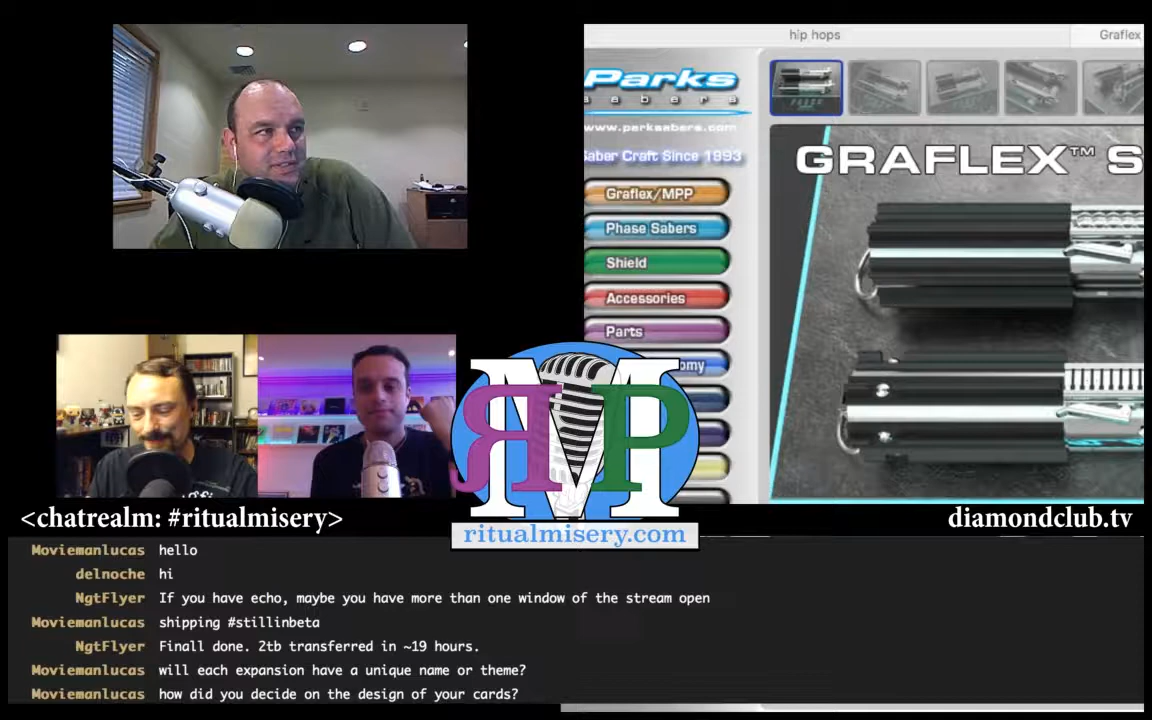 hip hops
Graflex
Parks
sabers
www.parksabers.com
Saber Craft Since 1993
GRAFLEX™ S
Graflex/MPP
Phase Sabers
Shield
Accessories
Parts
omy
RMP
ritualmisery.com
<chatrealm: #ritualmisery>
diamondclub.tv
Moviemanlucas hello
delnoche hi
NgtFlyer If you have echo, maybe you have more than one window of the stream open
Moviemanlucas shipping #stillinbeta
NgtFlyer Finall done. 2tb transferred in ~19 hours.
Moviemanlucas will each expansion have a unique name or theme?
Moviemanlucas how did you decide on the design of your cards?